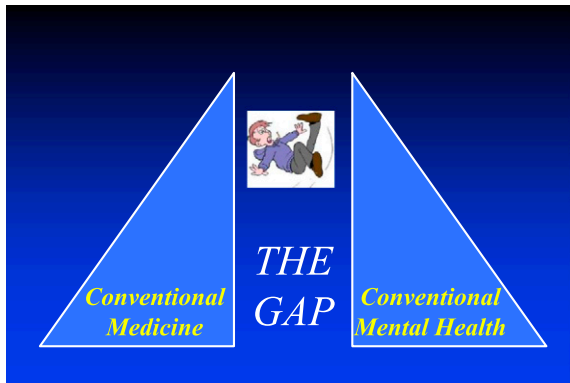 THE
GAP
Conventional
Medicine
Conventional
Mental Health